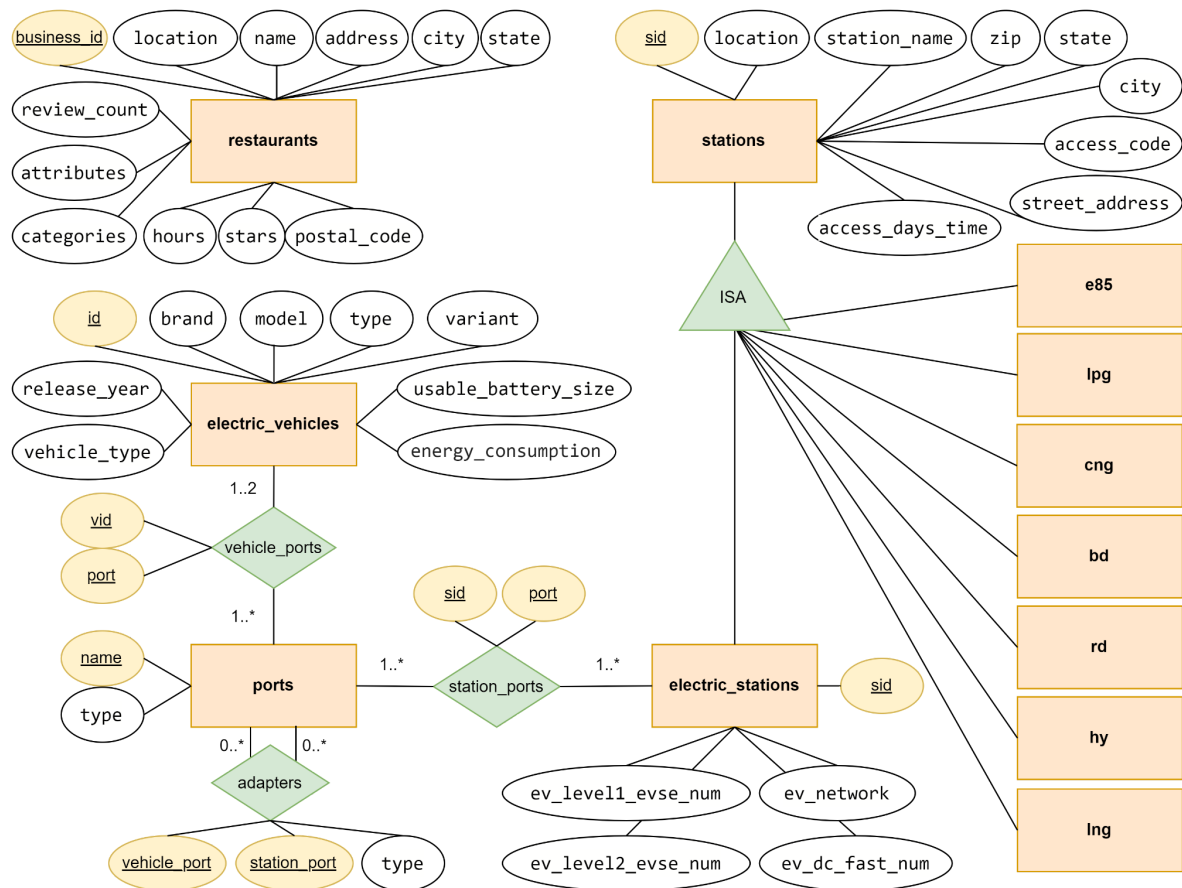 business_id
location
name
address
city
state
review_count
attributes
categories
restaurants
hours
stars
postal_code
sid
location
station_name
zip
state
city
access_code
street_address
access_days_time
stations
ISA
e85
lpg
cng
bd
rd
hy
lng
id
brand
model
type
variant
release_year
vehicle_type
electric_vehicles
usable_battery_size
energy_consumption
1..2
vid
port
vehicle_ports
1..*
name
type
ports
1..*
sid
port
station_ports
1..*
electric_stations
sid
0..*
0..*
adapters
vehicle_port
station_port
type
ev_level1_evse_num
ev_network
ev_level2_evse_num
ev_dc_fast_num